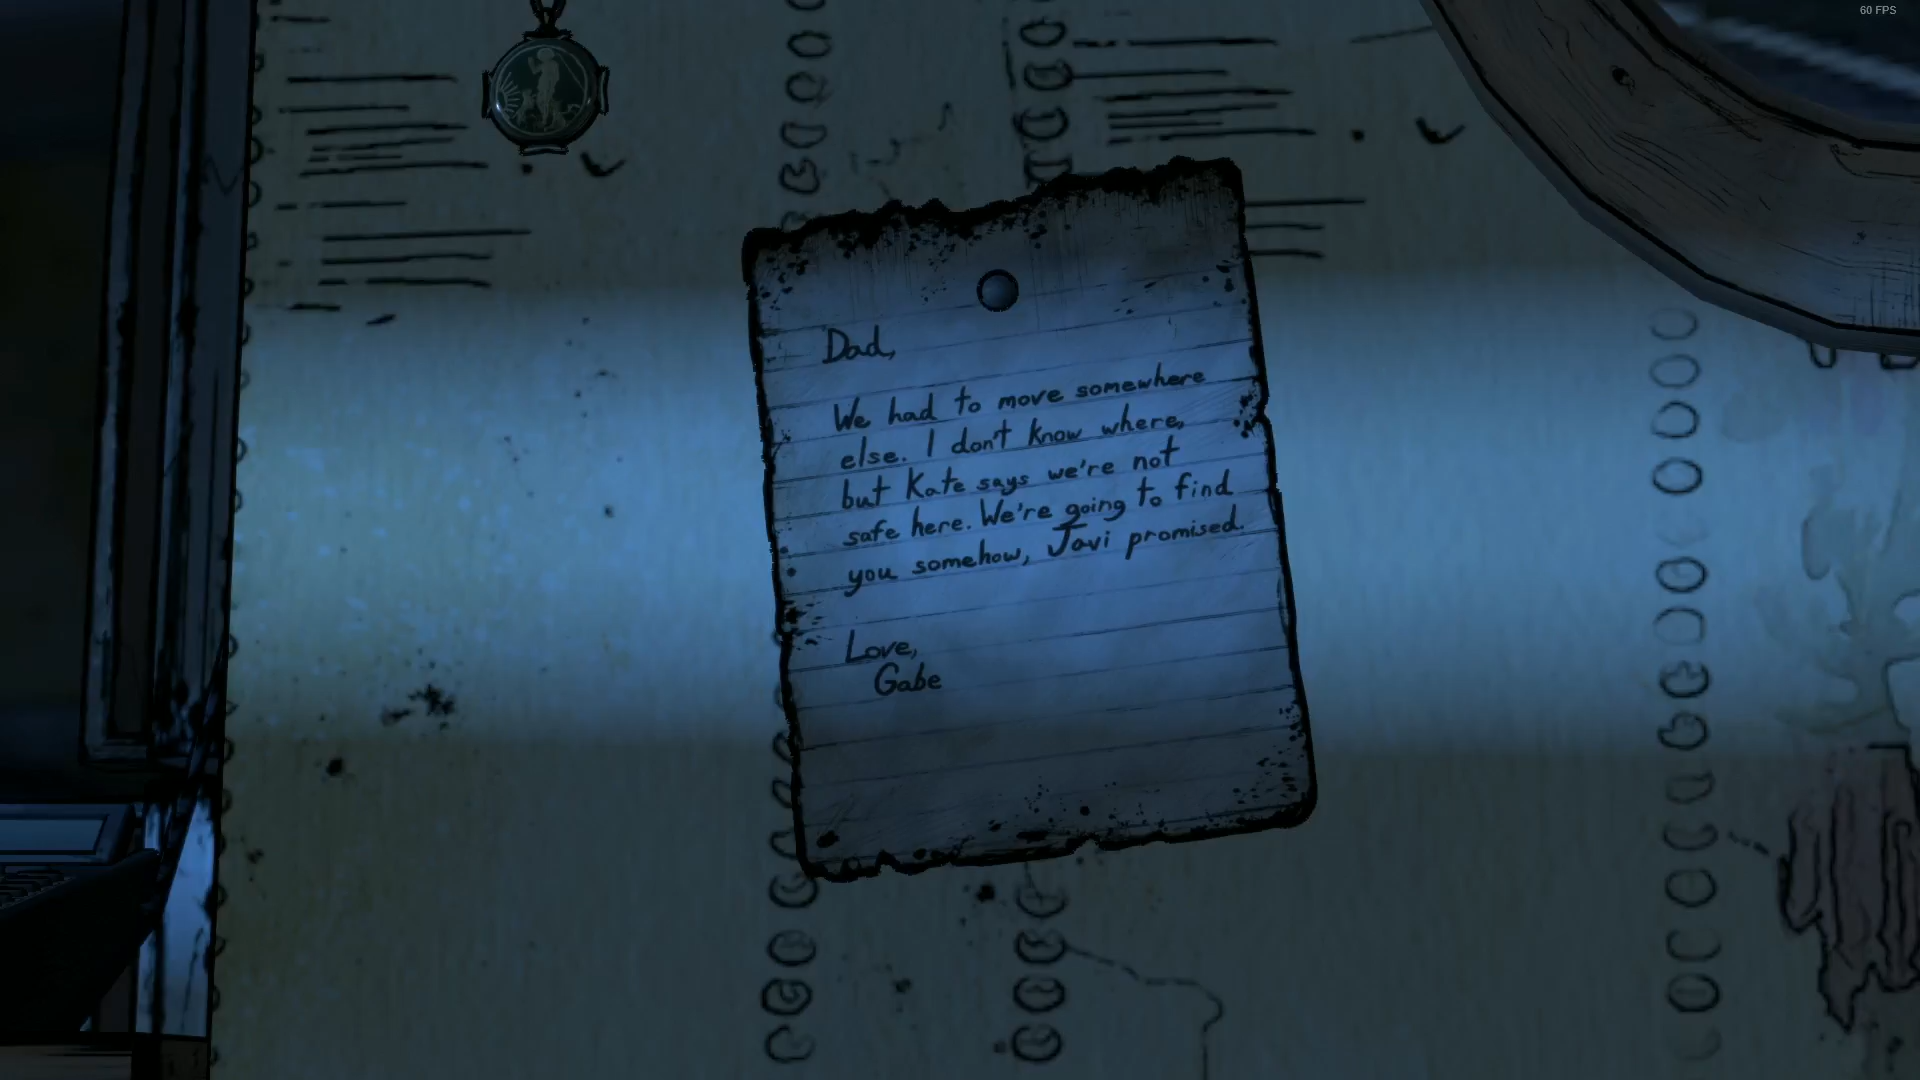 60 FPS
Dad,
We had to move somewhere
else. I don't know where,
but Kate says we're not
safe here. We're going to find
you somehow, Javi promised.
Love,
Gabe